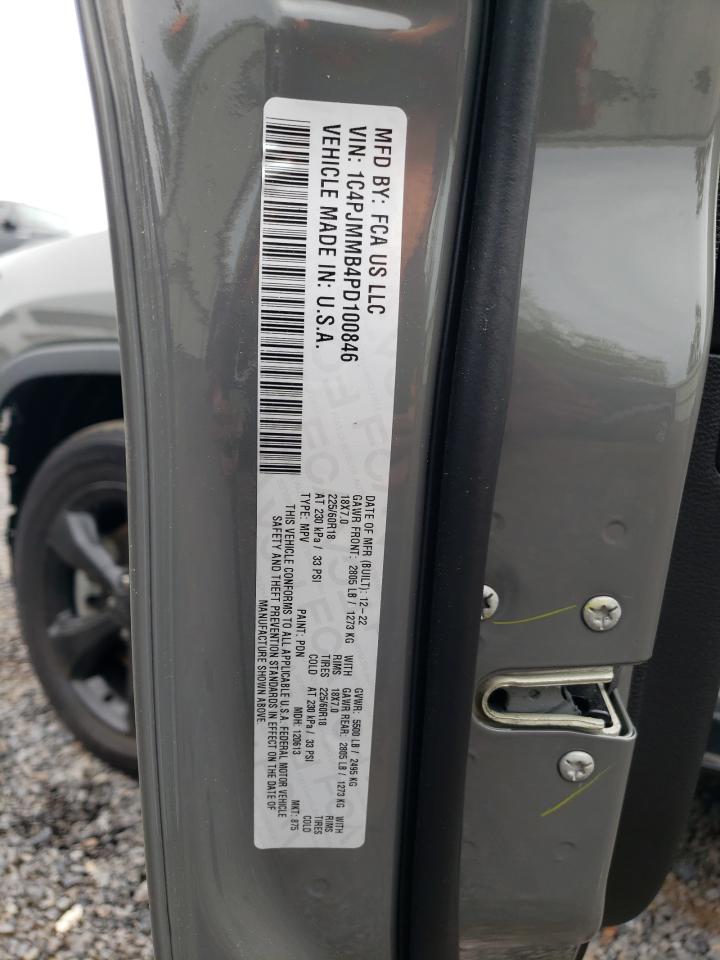 MFD BY: FCA US LLC
VIN: 1C4PJMMB4PD100846
VEHICLE MADE IN: U.S.A.
DATE OF MFR (BUILT): 12-22 GVWR: 5500 LB / 2495 KG
GAWR FRONT: 2805 LB / 1273 KG WITH GAWR REAR: 2805 LB / 1273 KG WITH
18X7.0 RIMS 18X7.0 RIMS
225/60R18 TIRES 225/60R18 TIRES
AT 230 kPa / 33 PSI COLD AT 230 kPa / 33 PSI COLD
TYPE: MPV PAINT: PDN MDH: 120613 MKT: 875
THIS VEHICLE CONFORMS TO ALL APPLICABLE U.S.A. FEDERAL MOTOR VEHICLE
SAFETY AND THEFT PREVENTION STANDARDS IN EFFECT ON THE DATE OF
MANUFACTURE SHOWN ABOVE